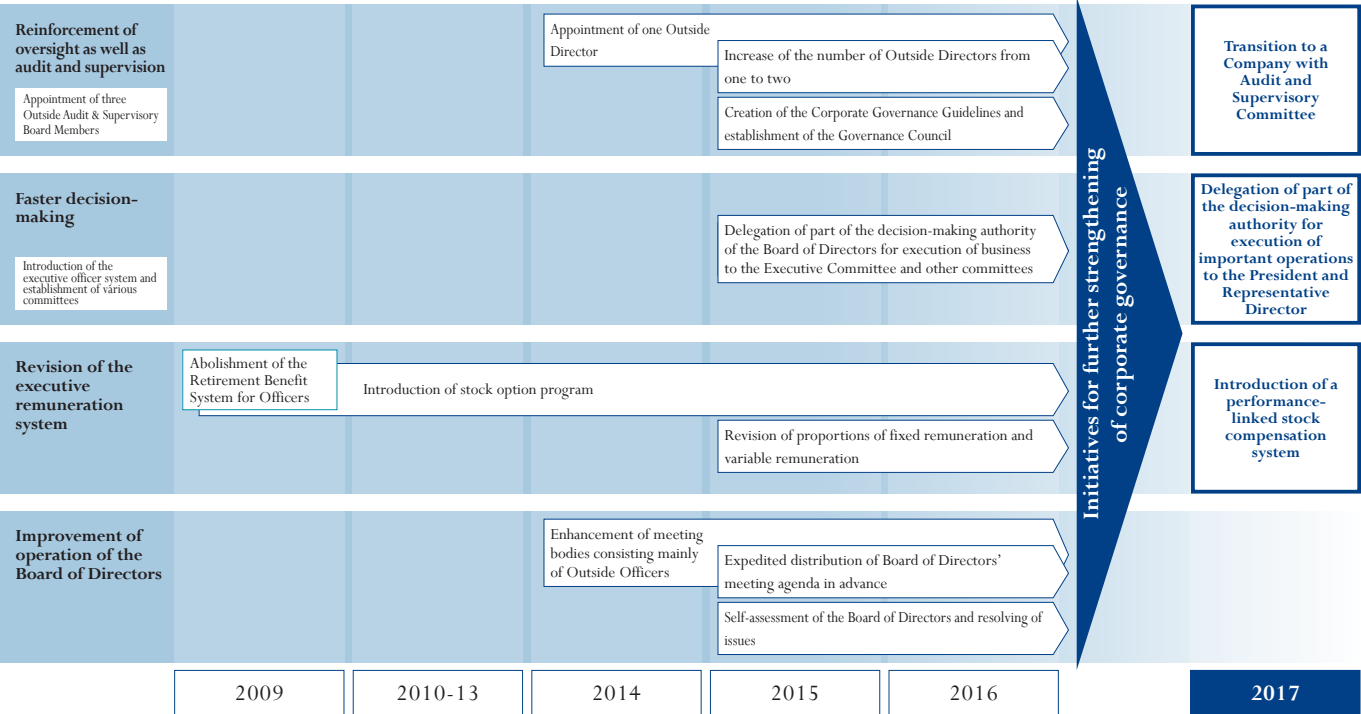 Reinforcement of
oversight as well as
audit and supervision
Appointment of three
Outside Audit & Supervisory
Board Members
Appointment of one Outside
Director
Increase of the number of Outside Directors from
one to two
Creation of the Corporate Governance Guidelines and
establishment of the Governance Council
Transition to a
Company with
Audit and
Supervisory
Committee
Faster decision-
making
Introduction of the
executive officer system and
establishment of various
committees
Delegation of part of the decision-making authority
of the Board of Directors for execution of business
to the Executive Committee and other committees
Delegation of part of
the decision-making
authority for
execution of
important operations
to the President and
Representative
Director
Initiatives for further strengthening
of corporate governance
Revision of the
executive
remuneration
system
Abolishment of the
Retirement Benefit
System for Officers
Introduction of stock option program
Revision of proportions of fixed remuneration and
variable remuneration
Introduction of a
performance-
linked stock
compensation
system
Improvement of
operation of the
Board of Directors
Enhancement of meeting
bodies consisting mainly
of Outside Officers
Expedited distribution of Board of Directors’
meeting agenda in advance
Self-assessment of the Board of Directors and resolving of
issues
2009
2010-13
2014
2015
2016
2017